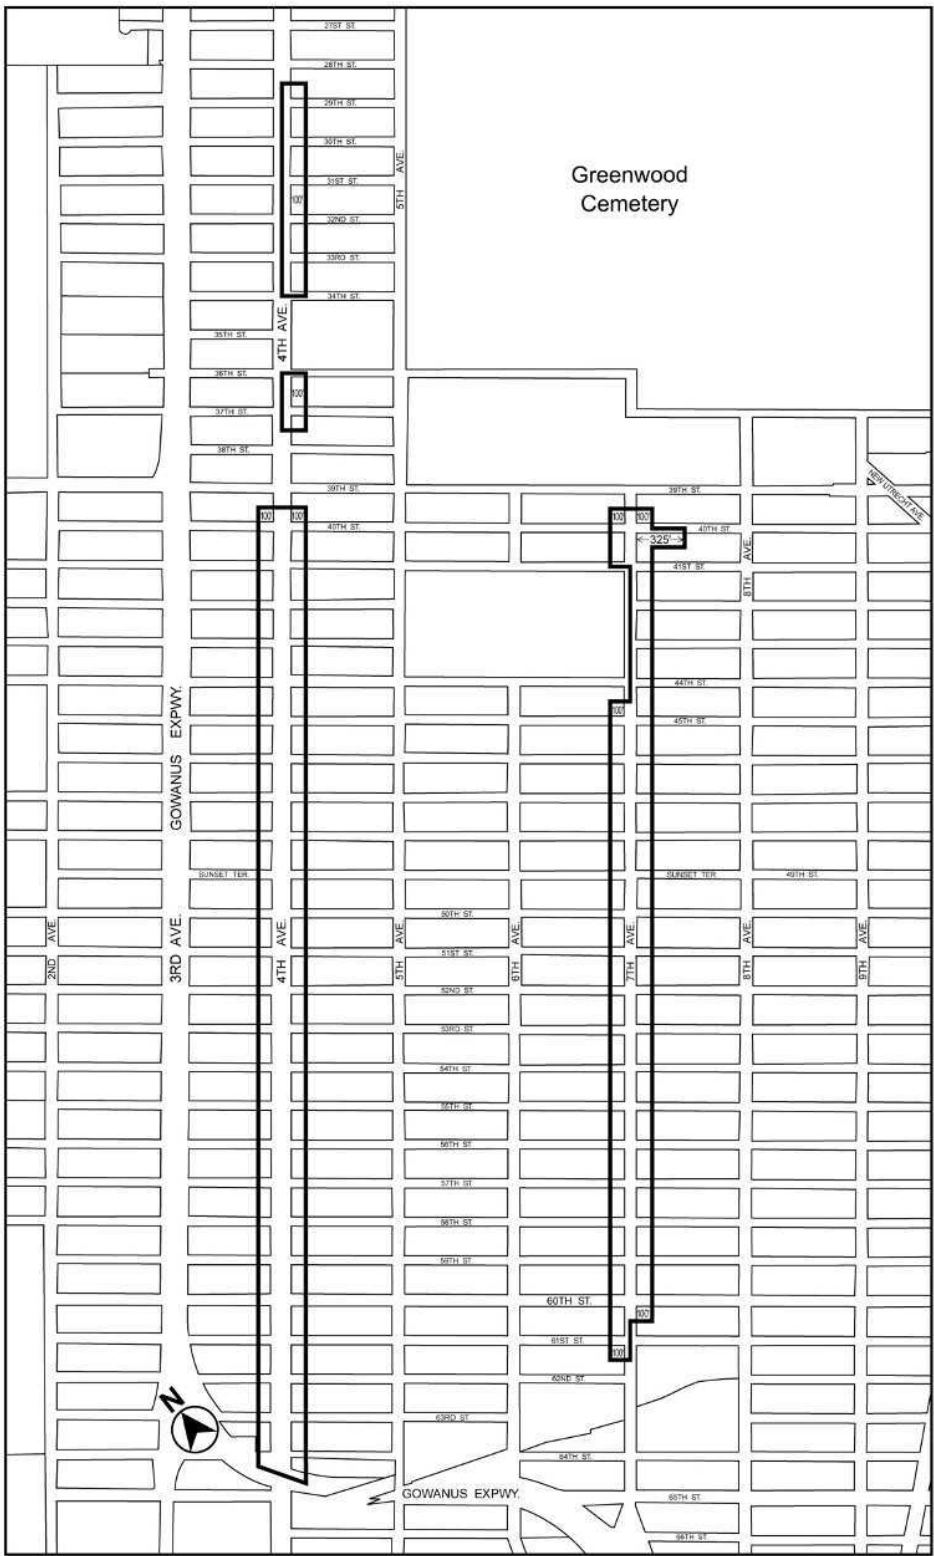 27ST ST.
28TH ST.
29TH ST.
30TH ST.
31ST ST.
32ND ST.
33RD ST.
34TH ST.
35TH ST.
36TH ST.
37TH ST.
38TH ST.
39TH ST.
39TH ST.
40TH ST.
40TH ST.
41ST ST.
44TH ST.
45TH ST.
SUNSET TER.
SUNSET TER.
49TH ST.
50TH ST.
51ST ST.
52ND ST.
53RD ST.
54TH ST.
55TH ST.
56TH ST.
57TH ST.
58TH ST.
59TH ST.
60TH ST.
61ST ST.
62ND ST.
63RD ST.
64TH ST.
65TH ST.
66TH ST.
Greenwood
Cemetery
5TH AVE.
4TH AVE.
NEW UTRECHT AVE.
8TH AVE.
GOWANUS EXPWY.
2ND AVE.
3RD AVE.
4TH AVE.
5TH AVE.
6TH AVE.
7TH AVE.
8TH AVE.
9TH AVE.
100'
100'
100'
100'
100'
100'
325'
100'
100'
100'
N
GOWANUS EXPWY.